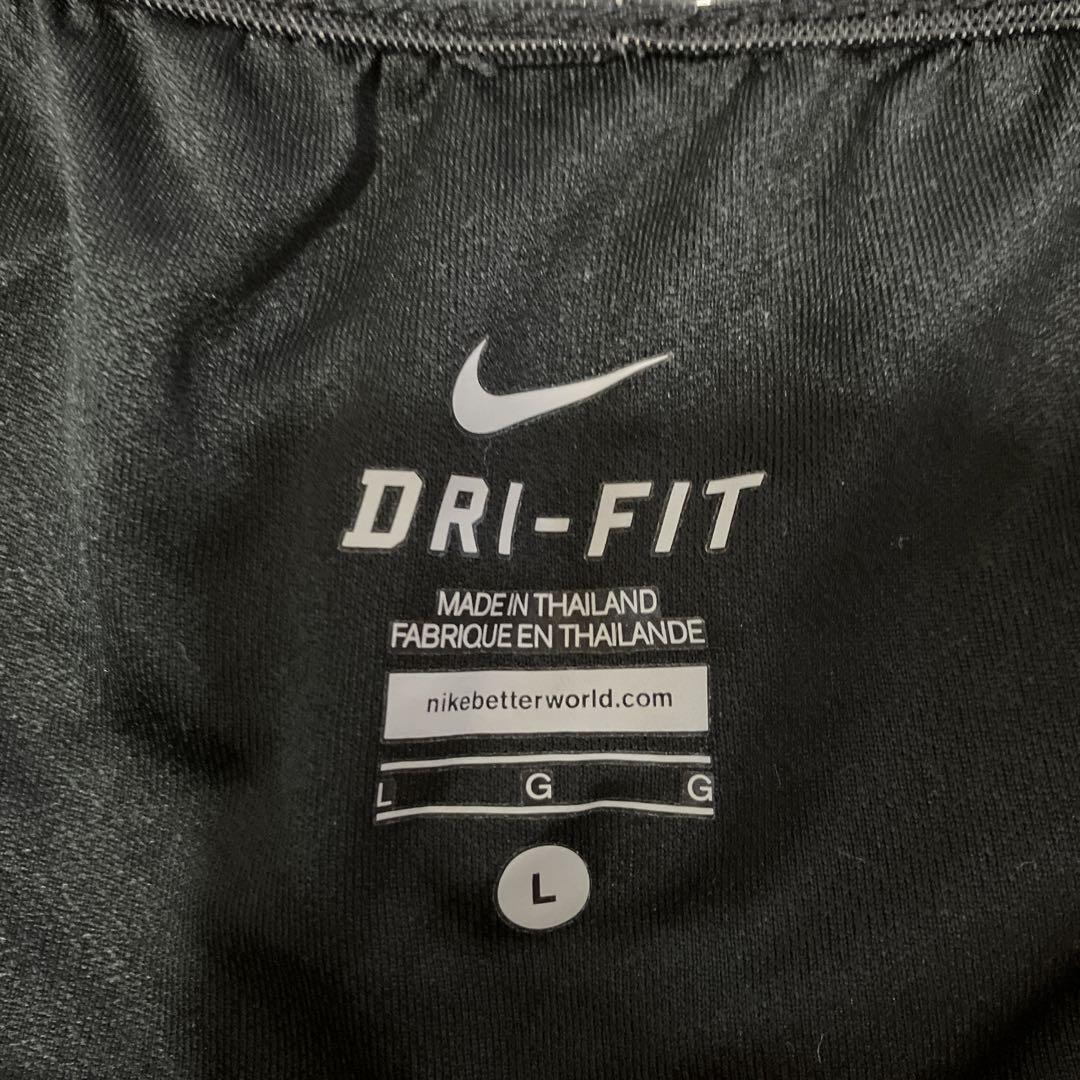 DRI-FIT
MADE IN THAILAND
FABRIQUE EN THAILANDE
nikebetterworld.com
L G G
L